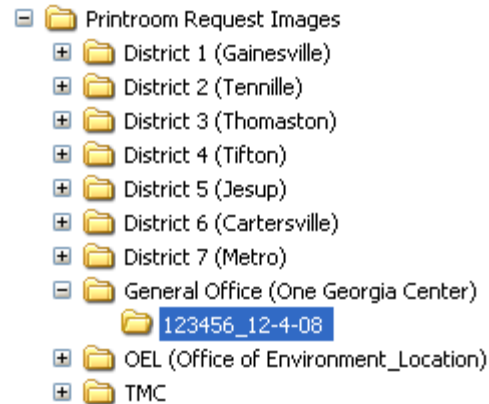 Printroom Request Images
District 1 (Gainesville)
District 2 (Tennille)
District 3 (Thomaston)
District 4 (Tifton)
District 5 (Jesup)
District 6 (Cartersville)
District 7 (Metro)
General Office (One Georgia Center)
123456_12-4-08
OEL (Office of Environment_Location)
TMC